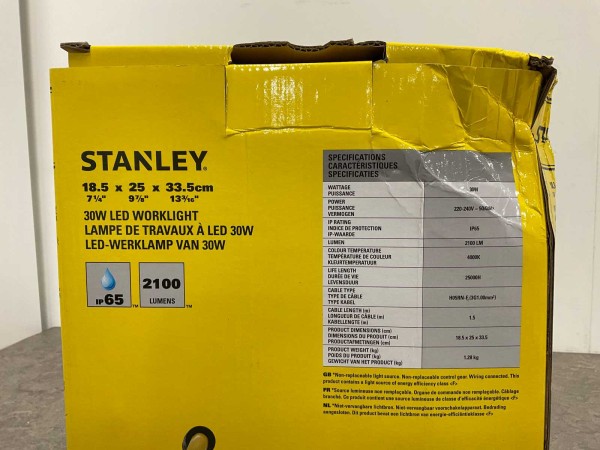 STANLEY.
18.5 x 25 x 33.5cm
7¼" 9⅞" 13³⁄₁₆"
30W LED WORKLIGHT
LAMPE DE TRAVAUX À LED 30W
LED-WERKLAMP VAN 30W
IP65 ™
2100 ™
LUMENS
SPECIFICATIONS
CARACTÉRISTIQUES
SPECIFICATIES
WATTAGE
PUISSANCE
30W
POWER
PUISSANCE
VERMOGEN
220-240V ~ 50/60Hz
IP RATING
INDICE DE PROTECTION
IP-WAARDE
IP65
LUMEN
2100 LM
COLOUR TEMPERATURE
TEMPÉRATURE DE COULEUR
KLEURTEMPERATUUR
4000K
LIFE LENGTH
DURÉE DE VIE
LEVENSDUUR
25000H
CABLE TYPE
TYPE DE CÂBLE
TYPE KABEL
CABLE LENGTH (m)
LONGUEUR DE CÂBLE (m)
KABELLENGTE (m)
1.5
PRODUCT DIMENSIONS (cm)
DIMENSIONS DU PRODUIT (cm)
PRODUCTAFMETINGEN (cm)
18.5 x 25 x 33.5
PRODUCT WEIGHT (kg)
POIDS DU PRODUIT (kg)
GEWICHT VAN HET PRODUCT (kg)
1.20 kg
GB *Non-replaceable light source. Non-replaceable control gear. Wiring connected. This
product contains a light source of energy efficiency class <F>
FR *Source lumineuse non remplaçable. Organe de commande non remplaçable. Câblage
branché. Ce produit contient une source lumineuse de classe d'efficacité énergétique <F>
NL *Niet-vervangbare lichtbron. Niet-vervangbaar voorschakelapparaat. Bedrading
aangesloten. Dit product bevat een lichtbron van energie-efficiëntieklasse <F>